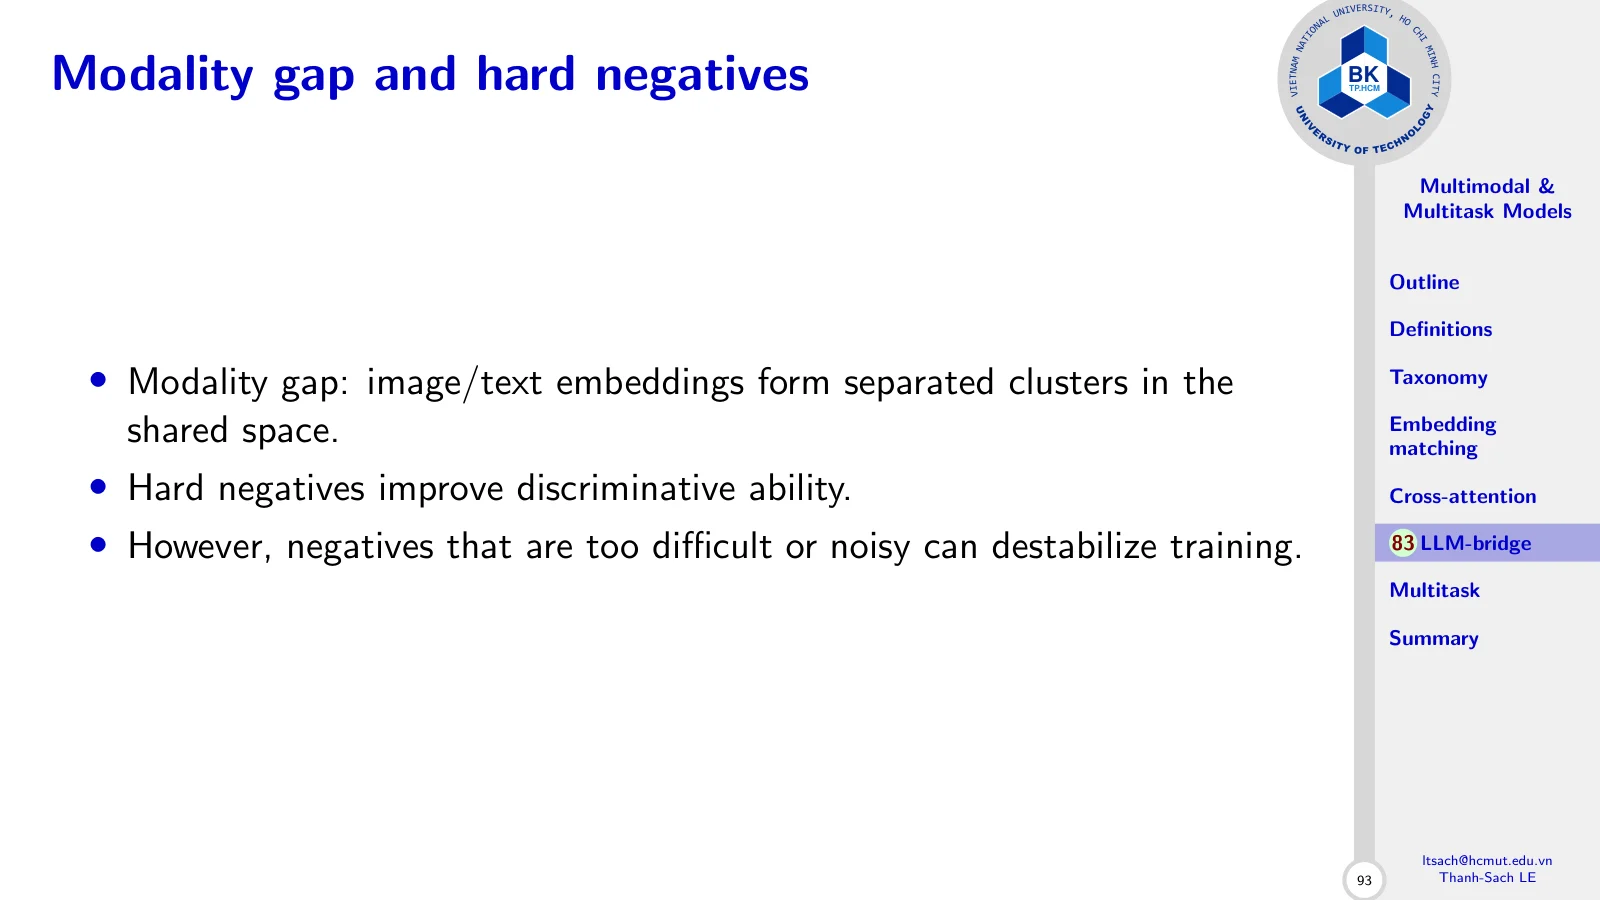 Modality gap and hard negatives
• Modality gap: image/text embeddings form separated clusters in the
shared space.
• Hard negatives improve discriminative ability.
• However, negatives that are too difficult or noisy can destabilize training.
VIETNAM NATIONAL UNIVERSITY, HO CHI MINH CITY
BK
TP.HCM
UNIVERSITY OF TECHNOLOGY
Multimodal &
Multitask Models
Outline
Definitions
Taxonomy
Embedding
matching
Cross-attention
83 LLM-bridge
Multitask
Summary
ltsach@hcmut.edu.vn
Thanh-Sach LE
93